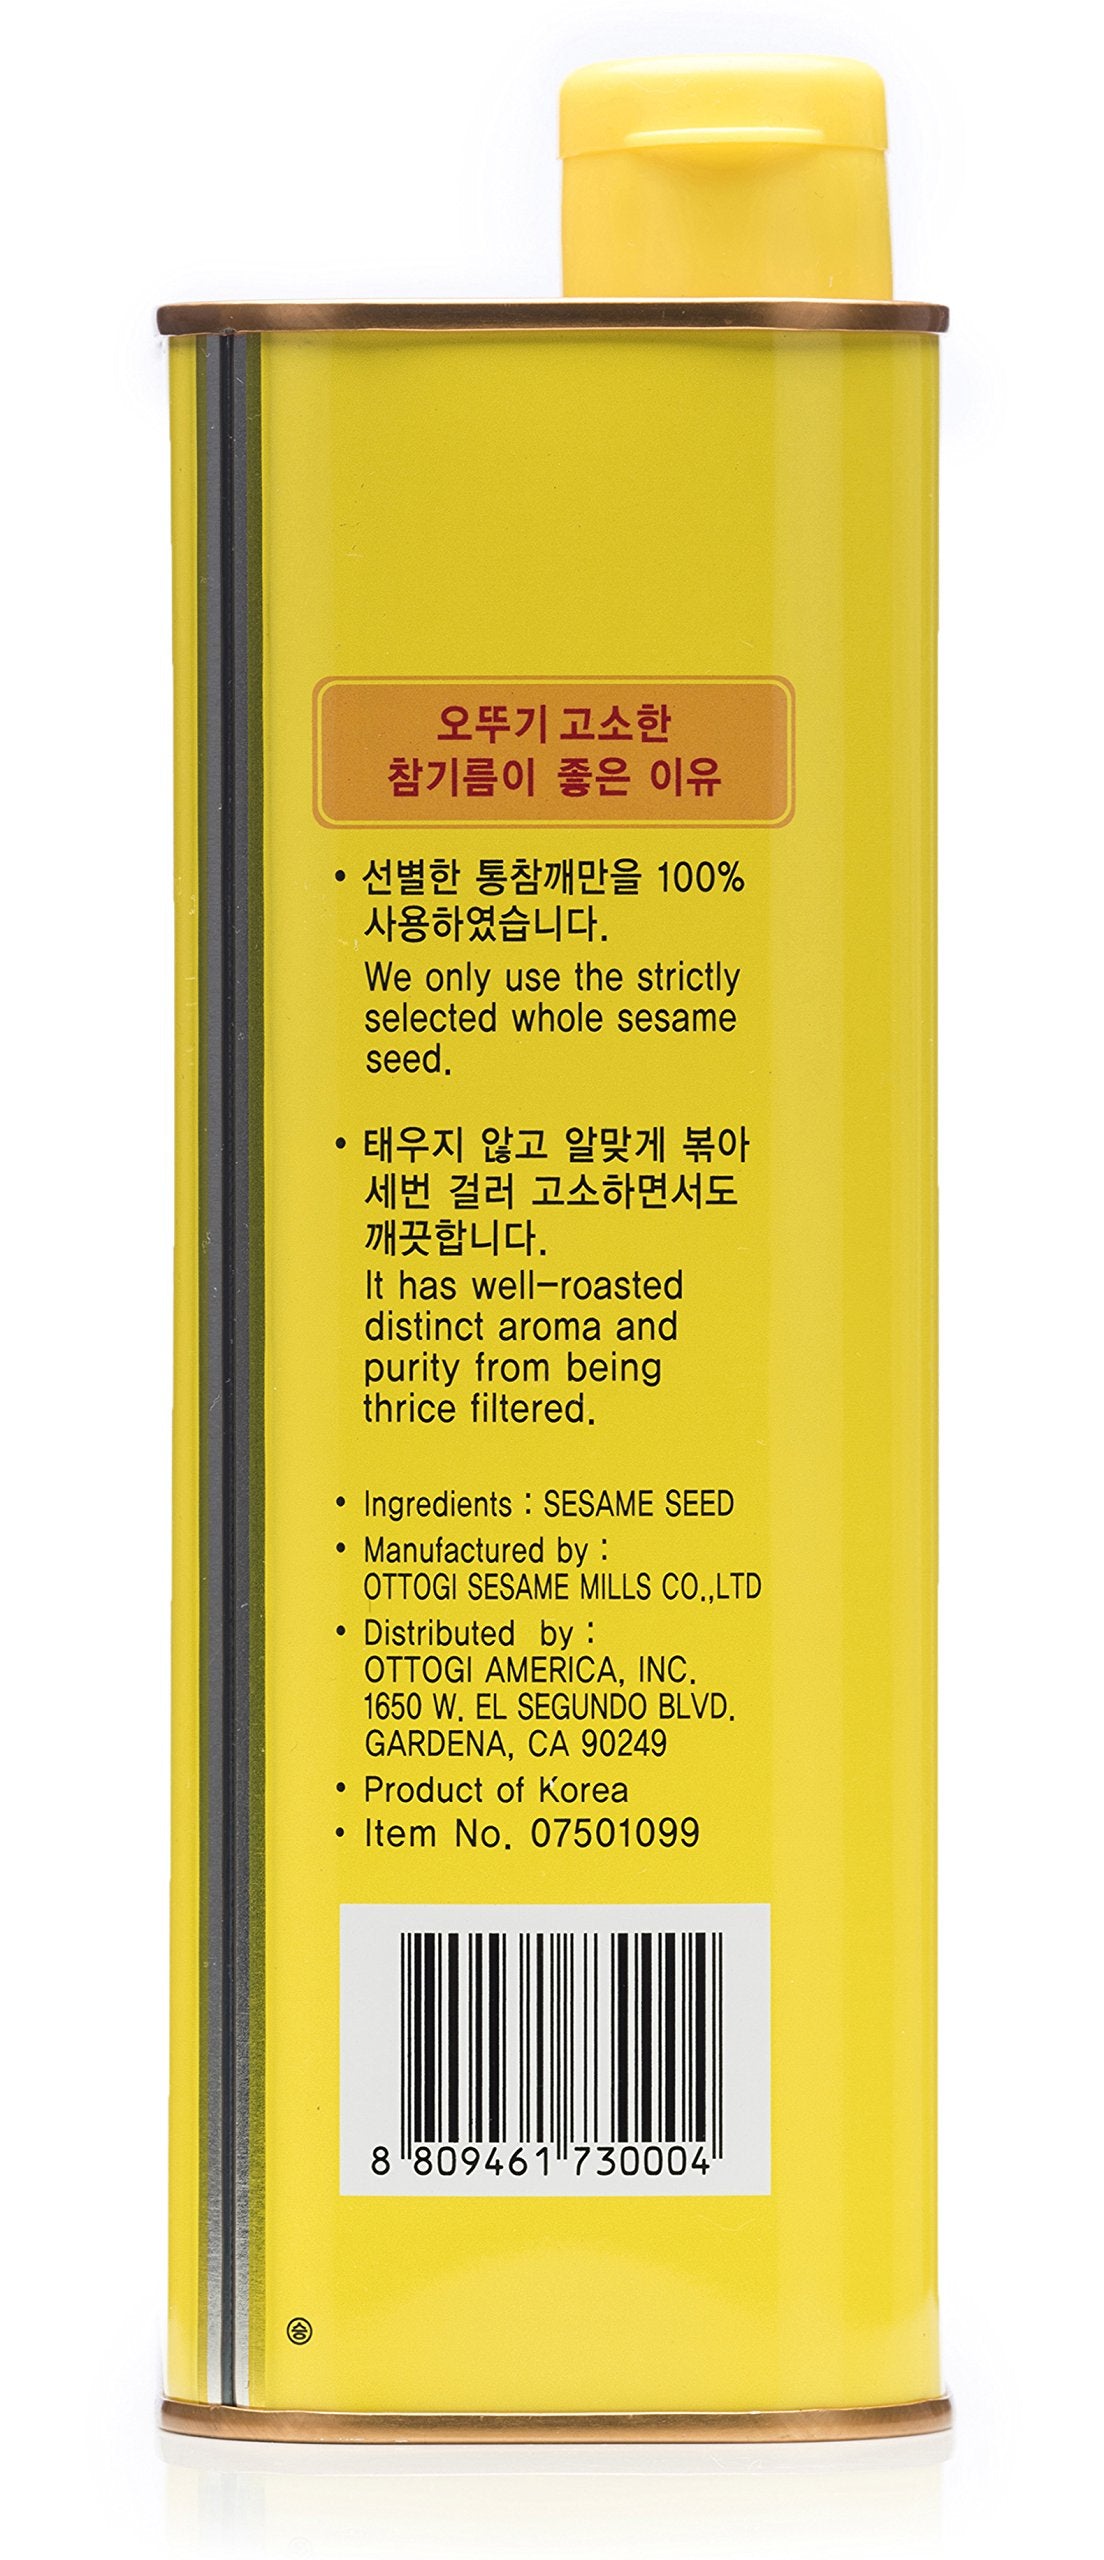 오뚜기 고소한
참기름이 좋은 이유
• 선별한 통참깨만을 100%
사용하였습니다.
We only use the strictly
selected whole sesame
seed.
• 태우지 않고 알맞게 볶아
세번 걸러 고소하면서도
깨끗합니다.
It has well-roasted
distinct aroma and
purity from being
thrice filtered.
• Ingredients : SESAME SEED
• Manufactured by :
OTTOGI SESAME MILLS CO.,LTD
• Distributed by :
OTTOGI AMERICA, INC.
1650 W. EL SEGUNDO BLVD.
GARDENA, CA 90249
• Product of Korea
• Item No. 07501099
8 809461 730004
승